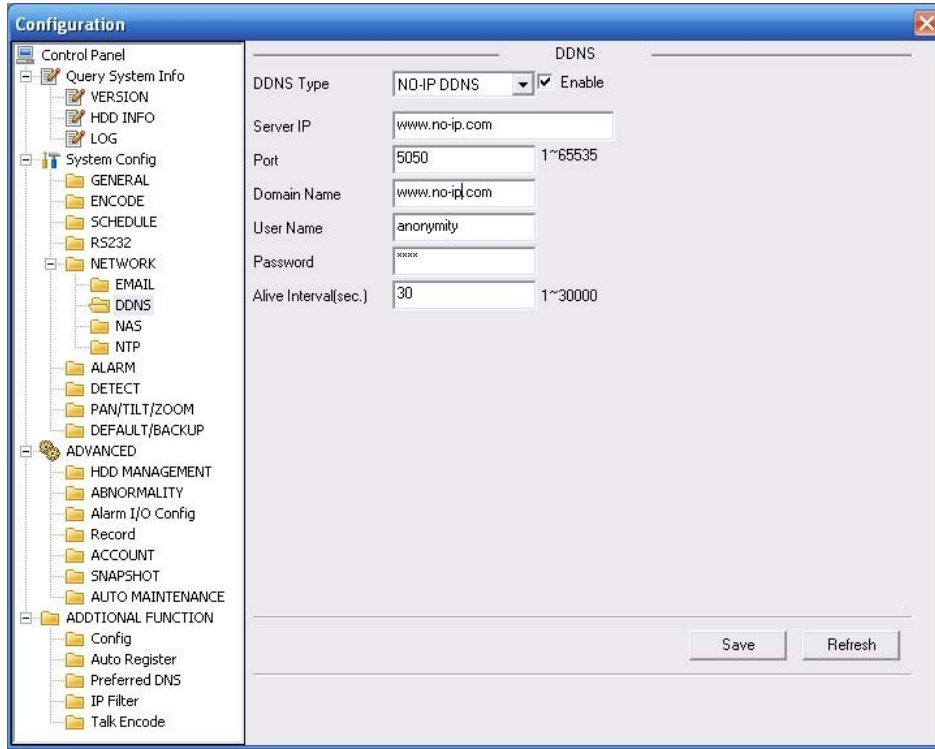 Configuration
Control Panel
Query System Info
VERSION
HDD INFO
LOG
System Config
GENERAL
ENCODE
SCHEDULE
RS232
NETWORK
EMAIL
DDNS
NAS
NTP
ALARM
DETECT
PAN/TILT/ZOOM
DEFAULT/BACKUP
ADVANCED
HDD MANAGEMENT
ABNORMALITY
Alarm I/O Config
Record
ACCOUNT
SNAPSHOT
AUTO MAINTENANCE
ADDTIONAL FUNCTION
Config
Auto Register
Preferred DNS
IP Filter
Talk Encode
DDNS
DDNS Type NO-IP DDNS Enable
Server IP www.no-ip.com
Port 5050 1~65535
Domain Name www.no-ip.com
User Name anonymity
Password ****
Alive Interval(sec.) 30 1~30000
Save Refresh